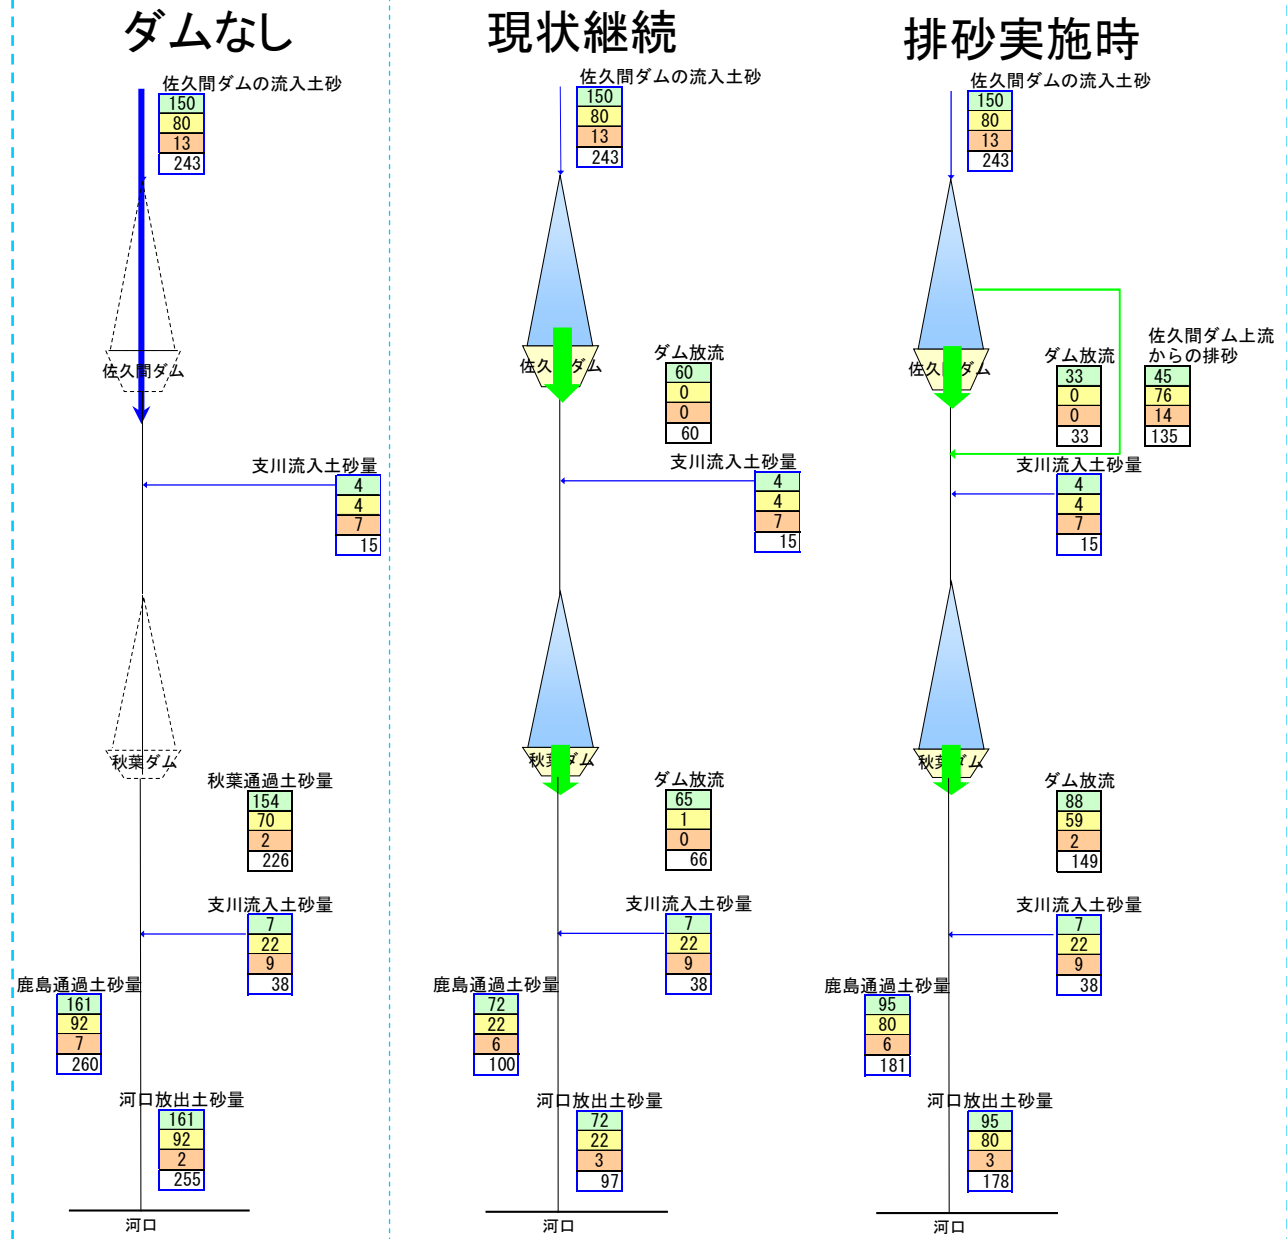 ダムなし
佐久間ダムの流入土砂
150
80
13
243
佐久間ダム
支川流入土砂量
4
4
7
15
秋葉ダム
秋葉通過土砂量
154
70
2
226
支川流入土砂量
7
22
9
38
鹿島通過土砂量
161
92
7
260
河口放出土砂量
161
92
2
255
河口
現状継続
佐久間ダムの流入土砂
150
80
13
243
佐久間ダム
ダム放流
60
0
0
60
支川流入土砂量
4
4
7
15
秋葉ダム
ダム放流
65
1
0
66
支川流入土砂量
7
22
9
38
鹿島通過土砂量
72
22
6
100
河口放出土砂量
72
22
3
97
河口
排砂実施時
佐久間ダムの流入土砂
150
80
13
243
佐久間ダム
ダム放流
33
0
0
33
佐久間ダム上流
からの排砂
45
76
14
135
支川流入土砂量
4
4
7
15
秋葉ダム
ダム放流
88
59
2
149
支川流入土砂量
7
22
9
38
鹿島通過土砂量
95
80
6
181
河口放出土砂量
95
80
3
178
河口